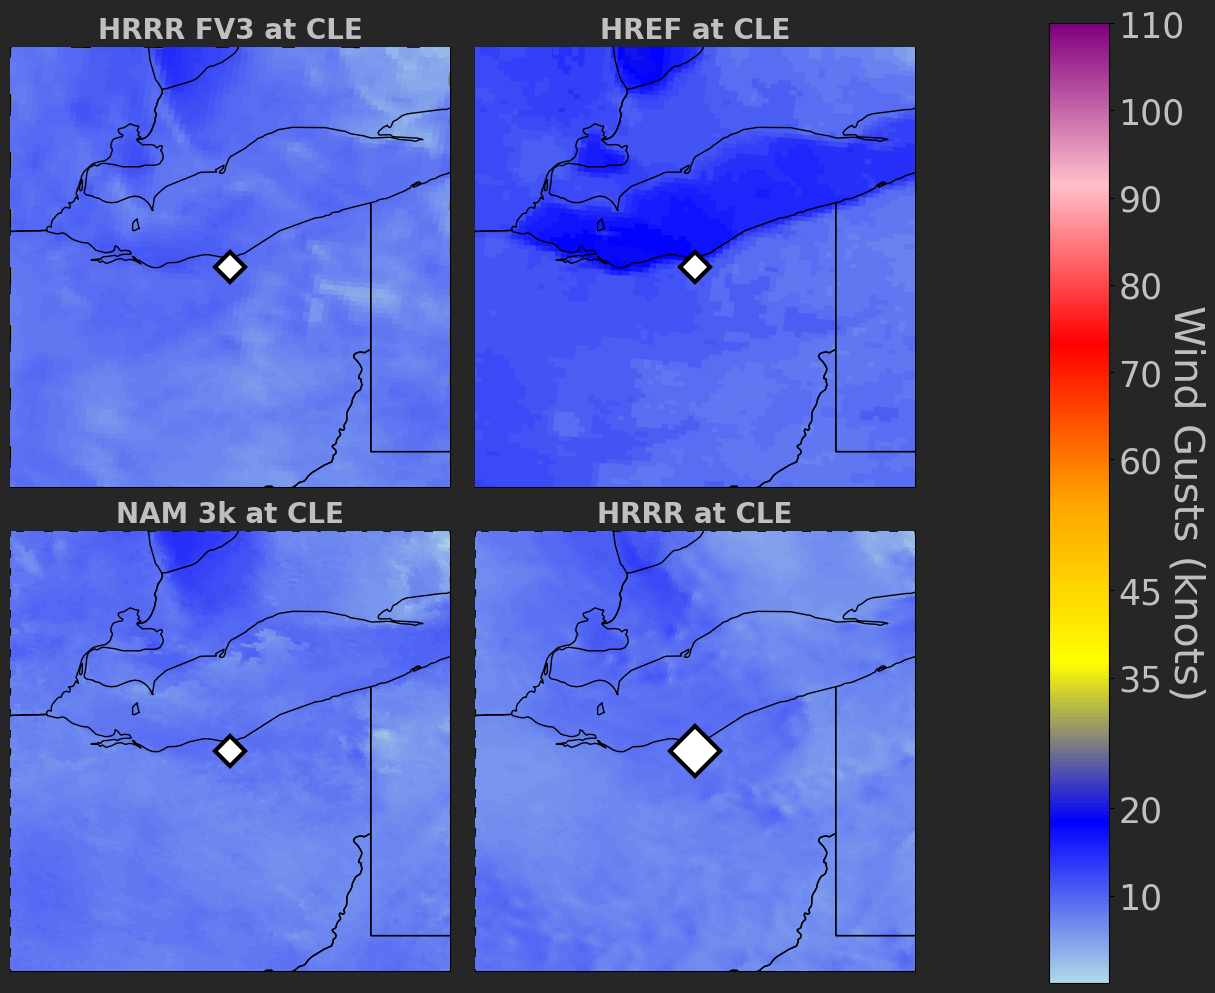 HRRR FV3 at CLE
HREF at CLE
NAM 3k at CLE
HRRR at CLE
110
100
90
80
70
60
45
35
20
10
Wind Gusts (knots)